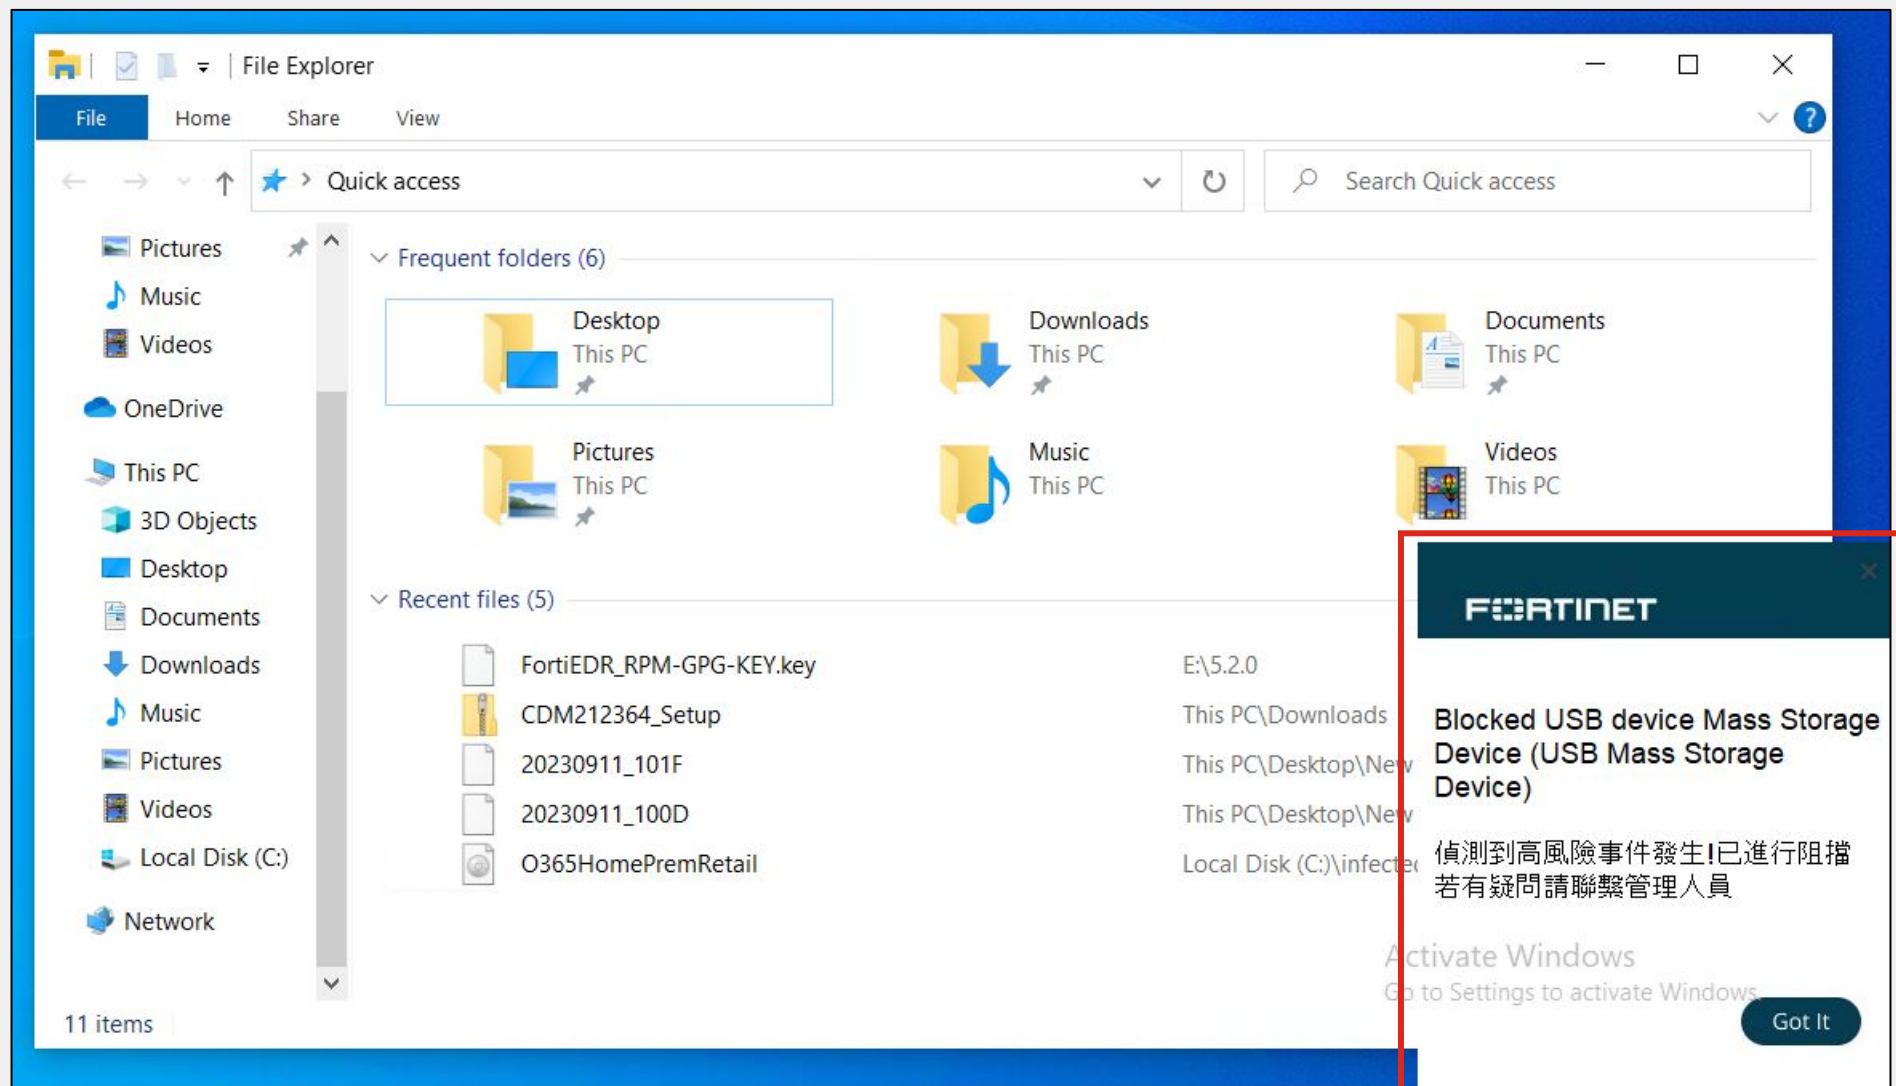 File Explorer
File Home Share View
?
Quick access
Search Quick access
Pictures
Music
Videos
OneDrive
This PC
3D Objects
Desktop
Documents
Downloads
Music
Pictures
Videos
Local Disk (C:)
Network
Frequent folders (6)
Desktop
This PC
Downloads
This PC
Documents
This PC
Pictures
This PC
Music
This PC
Videos
This PC
Recent files (5)
FortiEDR_RPM-GPG-KEY.key E:\5.2.0
CDM212364_Setup This PC\Downloads
20230911_101F This PC\Desktop\New
20230911_100D This PC\Desktop\New
O365HomePremRetail Local Disk (C:)\infected
11 items
FORTINET
Blocked USB device Mass Storage
Device (USB Mass Storage
Device)
偵測到高風險事件發生!已進行阻擋
若有疑問請聯繫管理人員
Activate Windows
Go to Settings to activate Windows.
Got It